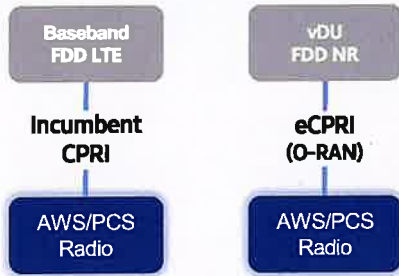 Baseband
FDD LTE
Incumbent
CPRI
AWS/PCS
Radio
vDU
FDD NR
eCPRI
(O-RAN)
AWS/PCS
Radio